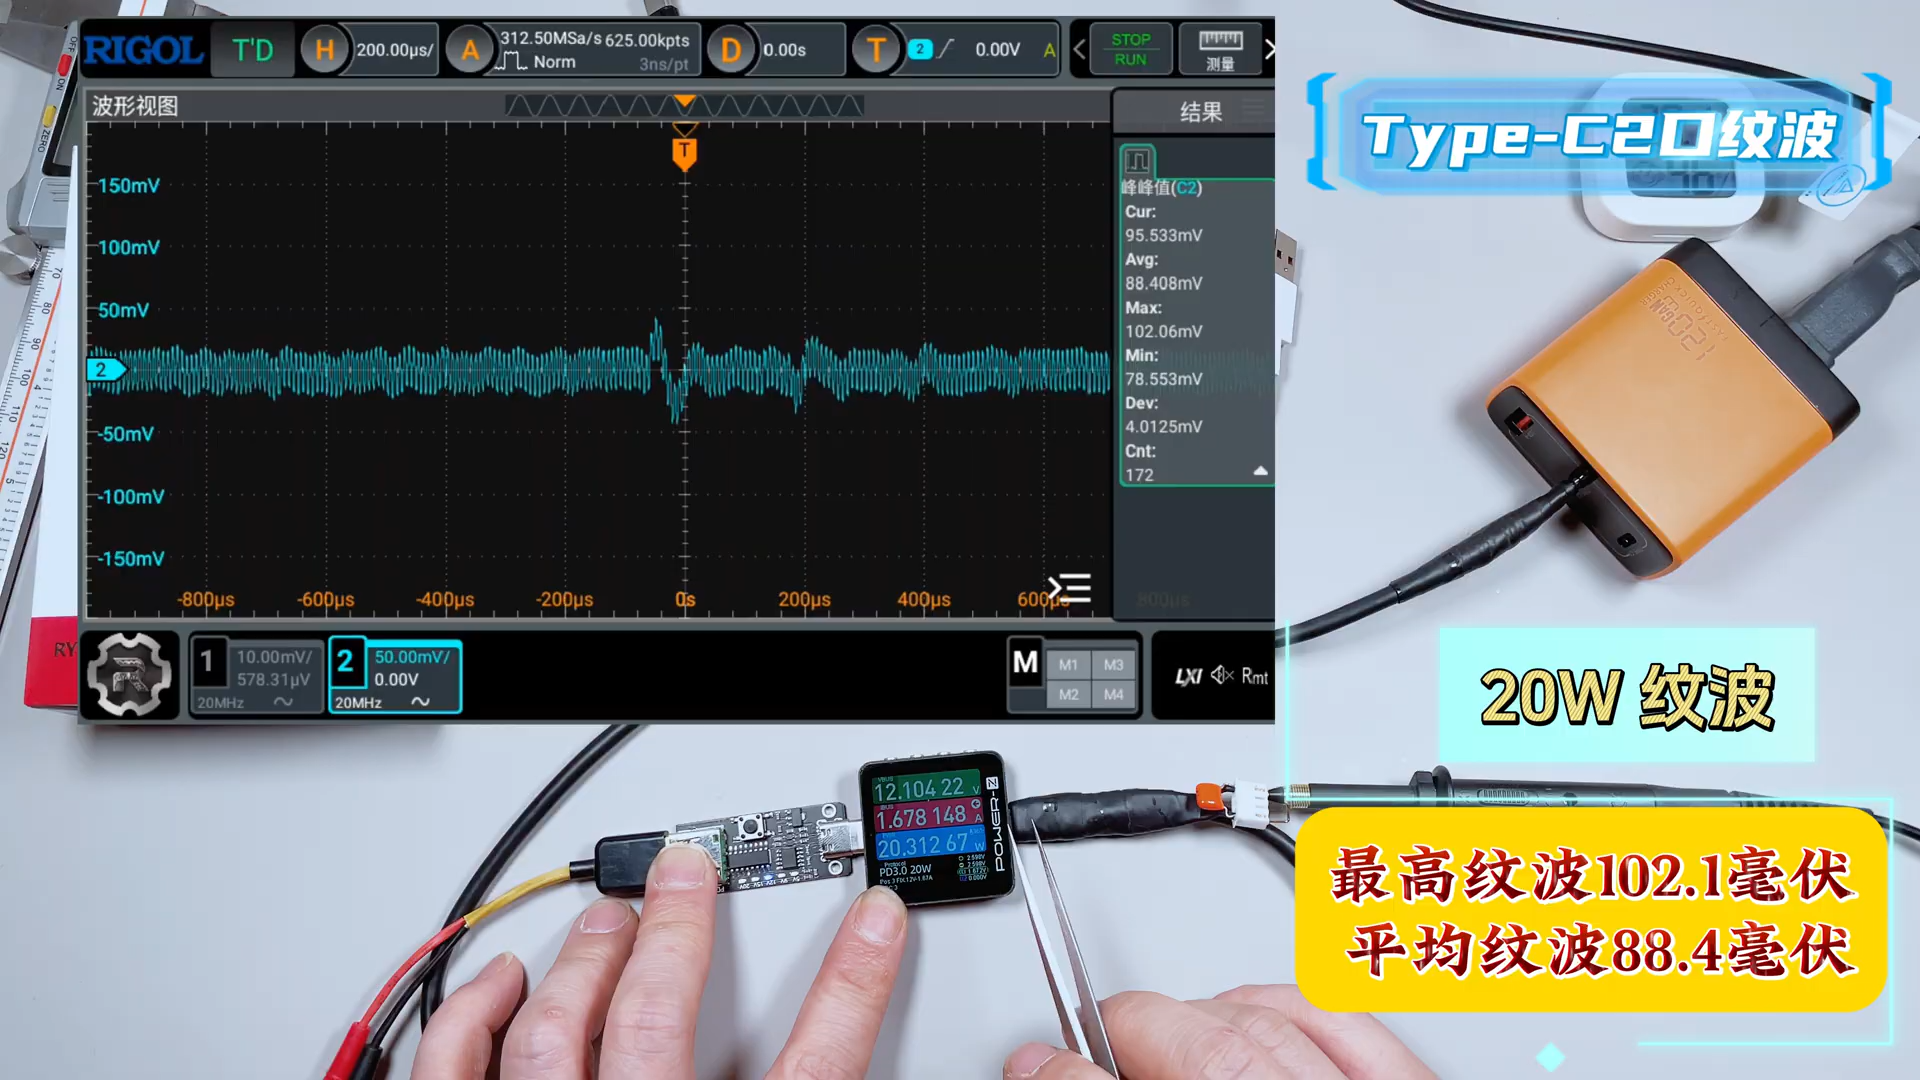 RIGOL
T'D
H
200.00μs/
A
312.50MSa/s
625.00kpts
Norm
3ns/pt
D
0.00s
T
2
0.00V
A
STOP
RUN
测量
波形视图
结果
T
150mV
100mV
50mV
2
-50mV
-100mV
-150mV
-800μs
-600μs
-400μs
-200μs
0s
200μs
400μs
600μs
800μs
峰峰值(C2)
Cur:
95.533mV
Avg:
88.408mV
Max:
102.06mV
Min:
78.553mV
Dev:
4.0125mV
Cnt:
172
1
10.00mV/
578.31μV
20MHz
2
50.00mV/
0.00V
20MHz
M
M1
M3
M2
M4
LXI
Rmt
Type-C2口纹波
20W 纹波
最高纹波102.1毫伏
平均纹波88.4毫伏
12.104 22 V
1.678 148 A
20.312 67 W
PD3.0 20W
POWER-Z
RY